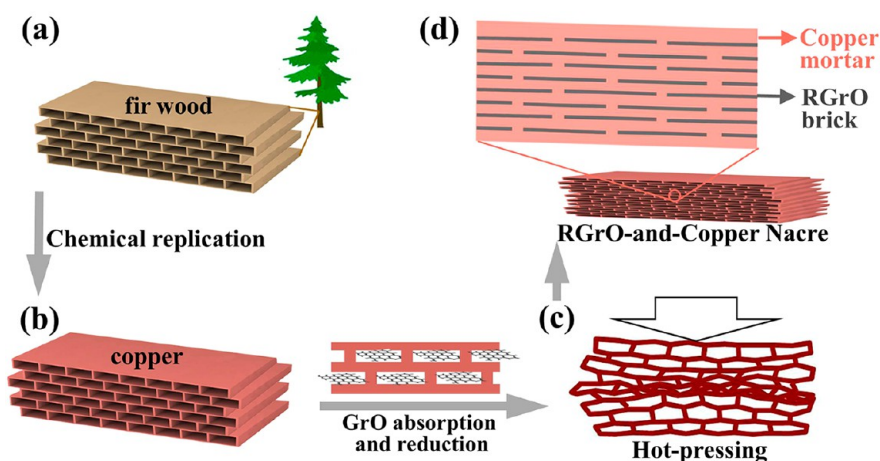 (a)
fir wood
Chemical replication
(b)
copper
GrO absorption
and reduction
(c)
Hot-pressing
(d)
Copper
mortar
RGrO
brick
RGrO-and-Copper Nacre